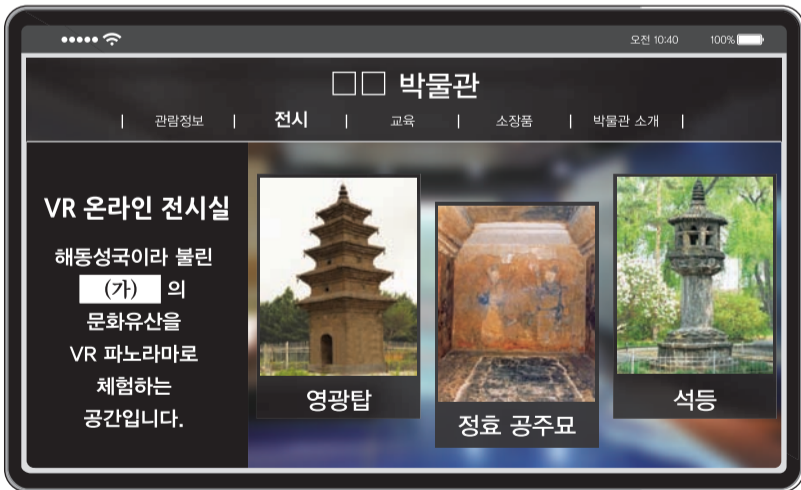 오전 10:40 100%
□□ 박물관
관람정보 | 전시 | 교육 | 소장품 | 박물관 소개
VR 온라인 전시실
해동성국이라 불린
(가) 의
문화유산을
VR 파노라마로
체험하는
공간입니다.
영광탑
정효 공주묘
석등